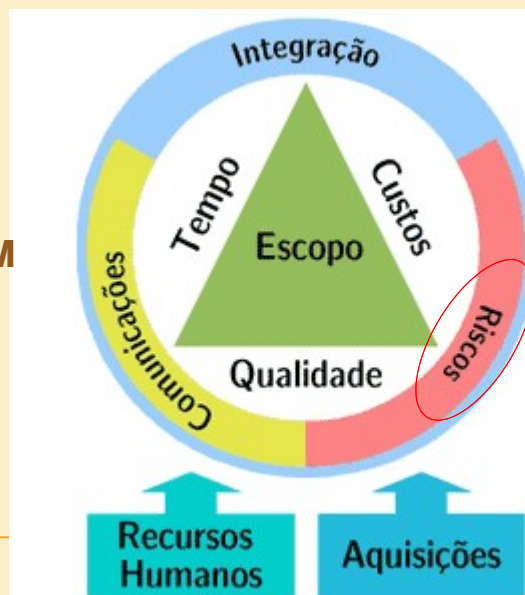 Integração
Tempo
Custos
M
Escopo
Comunicações
Riscos
Qualidade
Recursos
Humanos
Aquisições